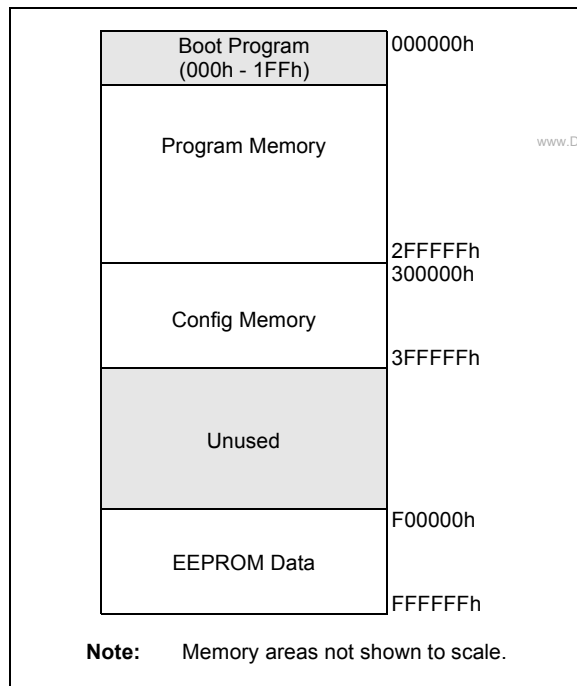 Boot Program
(000h - 1FFh)
000000h
Program Memory
www.D
2FFFFFh
300000h
Config Memory
3FFFFFh
Unused
F00000h
EEPROM Data
FFFFFFh
Note: Memory areas not shown to scale.